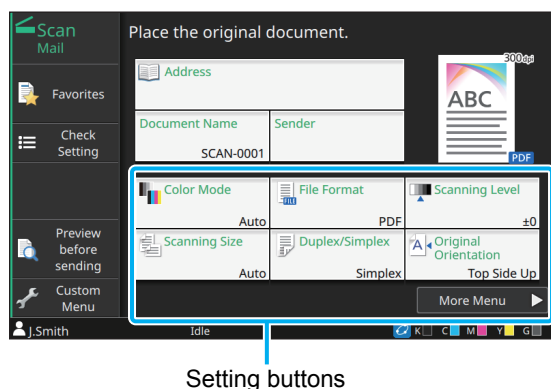 Scan
Mail
Place the original document.
Favorites
Check
Setting
Preview
before
sending
Custom
Menu
Address
Document Name
SCAN-0001
Sender
300dpi
ABC
PDF
Color Mode
Auto
File Format
FILE
PDF
Scanning Level
±0
Scanning Size
Auto
Duplex/Simplex
Simplex
A
Original
Orientation
Top Side Up
More Menu
J.Smith
Idle
K C M Y G
Setting buttons